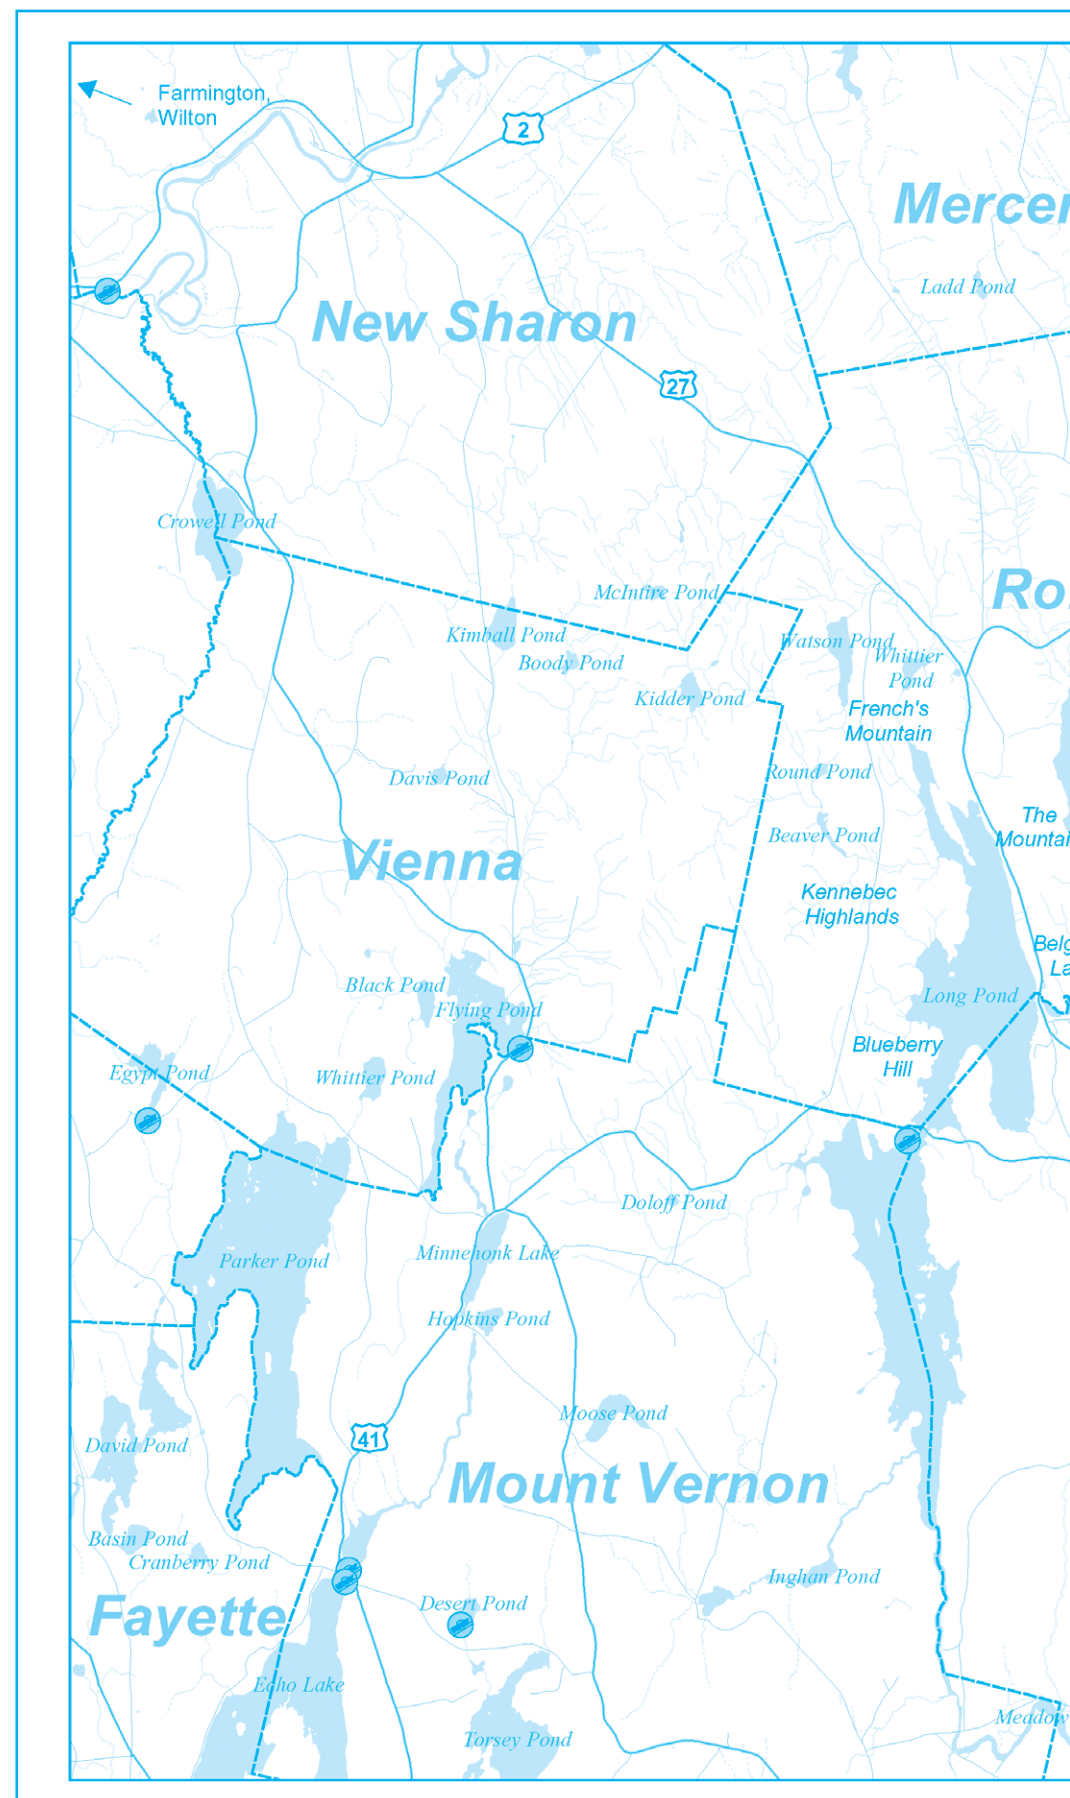 Farmington,
Wilton
2
Mercer
Ladd Pond
New Sharon
27
Crowell Pond
McIntire Pond
Kimball Pond
Boody Pond
Watson Pond
Whittier
Pond
Kidder Pond
French's
Mountain
Davis Pond
Round Pond
The
Beaver Pond
Vienna
Kennebec
Highlands
Black Pond
Long Pond
Flying Pond
Blueberry
Hill
Egypt Pond
Whittier Pond
Doloff Pond
Minnehonk Lake
Parker Pond
Hopkins Pond
Moose Pond
David Pond
41
Mount Vernon
Basin Pond
Cranberry Pond
Inghan Pond
Desert Pond
Fayette
Echo Lake
Meadow
Torsey Pond